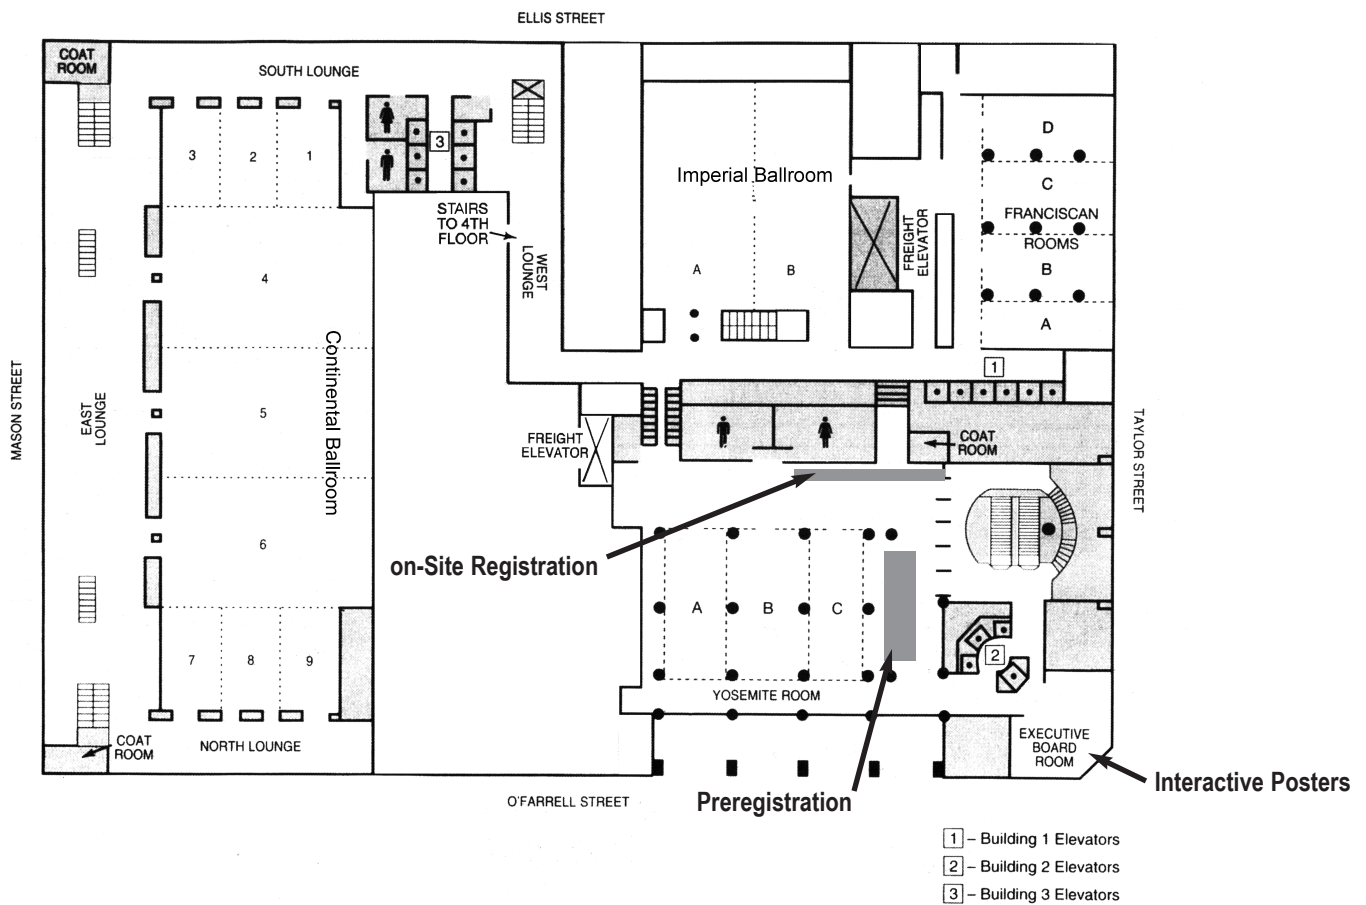 ELLIS STREET
COAT
ROOM
SOUTH LOUNGE
3
2
1
3
D
C
FRANCISCAN
ROOMS
B
A
Imperial Ballroom
A
B
FREIGHT
ELEVATOR
STAIRS
TO 4TH
FLOOR
WEST
LOUNGE
4
5
6
Continental Ballroom
MASON STREET
EAST
LOUNGE
1
TAYLOR STREET
FREIGHT
ELEVATOR
COAT
ROOM
on-Site Registration
A
B
C
2
7
8
9
YOSEMITE ROOM
COAT
ROOM
NORTH LOUNGE
EXECUTIVE
BOARD
ROOM
Interactive Posters
O'FARRELL STREET
Preregistration
1 – Building 1 Elevators
2 – Building 2 Elevators
3 – Building 3 Elevators